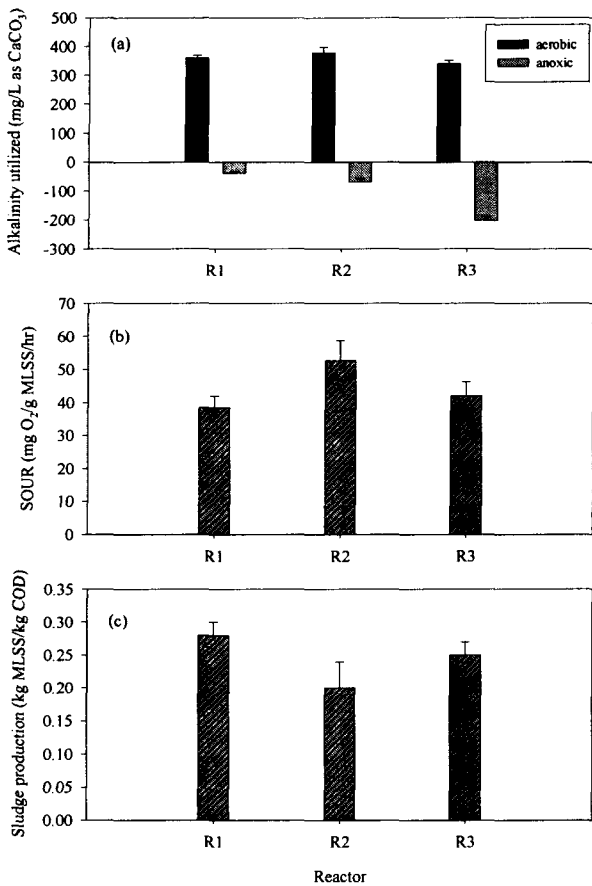 Alkalinity utilized (mg/L as CaCO₃)
(a)
aerobic
anoxic
500
400
300
200
100
0
-100
-200
-300
R1
R2
R3
SOUR (mg O₂/g MLSS/hr)
(b)
70
60
50
40
30
20
10
0
R1
R2
R3
Sludge production (kg MLSS/kg COD)
(c)
0.35
0.30
0.25
0.20
0.15
0.10
0.05
0.00
R1
R2
R3
Reactor